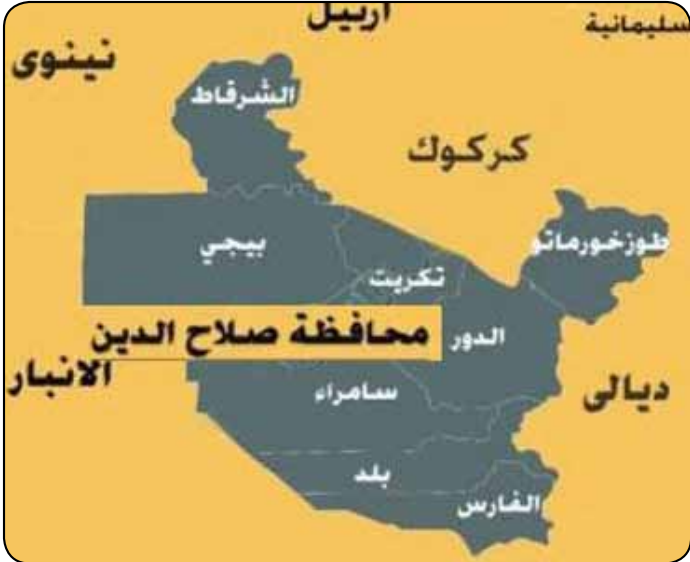 اربيل
سليمانية
نينوى
الشرقاط
كركوك
طوزخورماتو
بيجي
تكريت
محافظة صلاح الدين
الدور
الانبار
ديالى
سامراء
بلد
الفارس